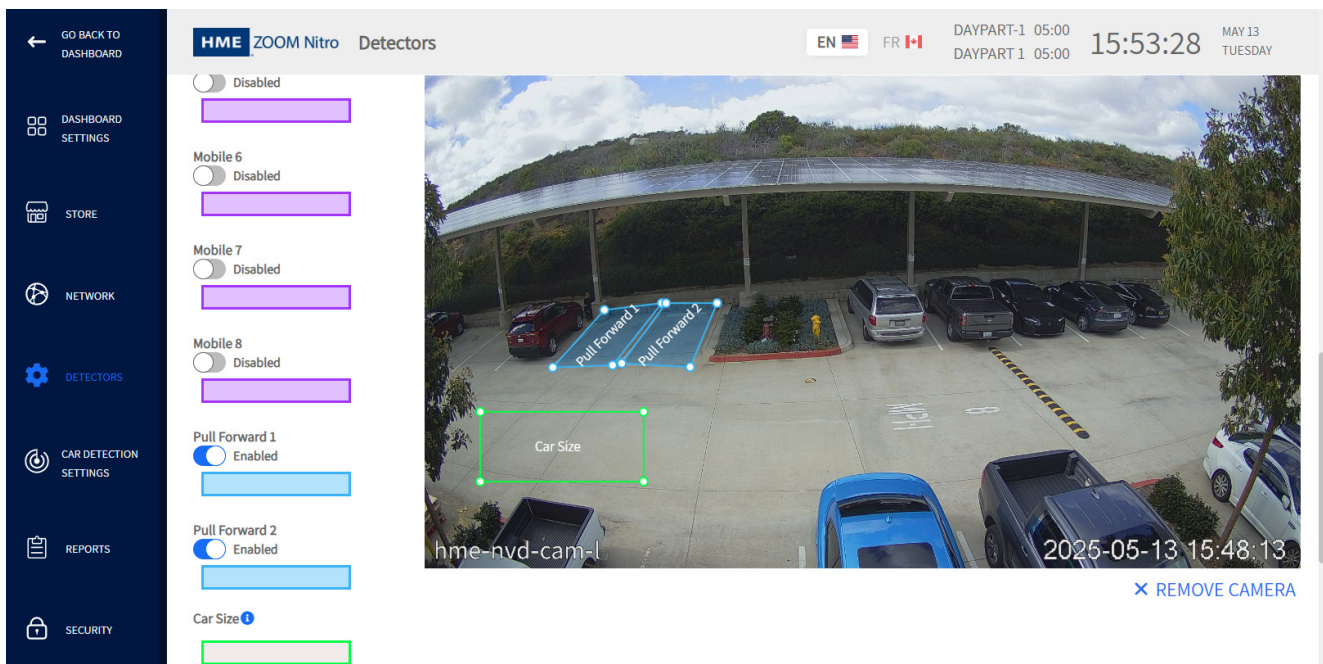 GO BACK TO
DASHBOARD
HME ZOOM Nitro Detectors
EN
FR
DAYPART-1 05:00
DAYPART 1 05:00
15:53:28
MAY 13
TUESDAY
DASHBOARD
SETTINGS
STORE
NETWORK
DETECTORS
CAR DETECTION
SETTINGS
REPORTS
SECURITY
Disabled
Mobile 6
Disabled
Mobile 7
Disabled
Mobile 8
Disabled
Pull Forward 1
Enabled
Pull Forward 2
Enabled
Car Size
Pull Forward 1
Pull Forward 2
Car Size
8
hme-nvd-cam-l
2025-05-13 15:48:13
REMOVE CAMERA